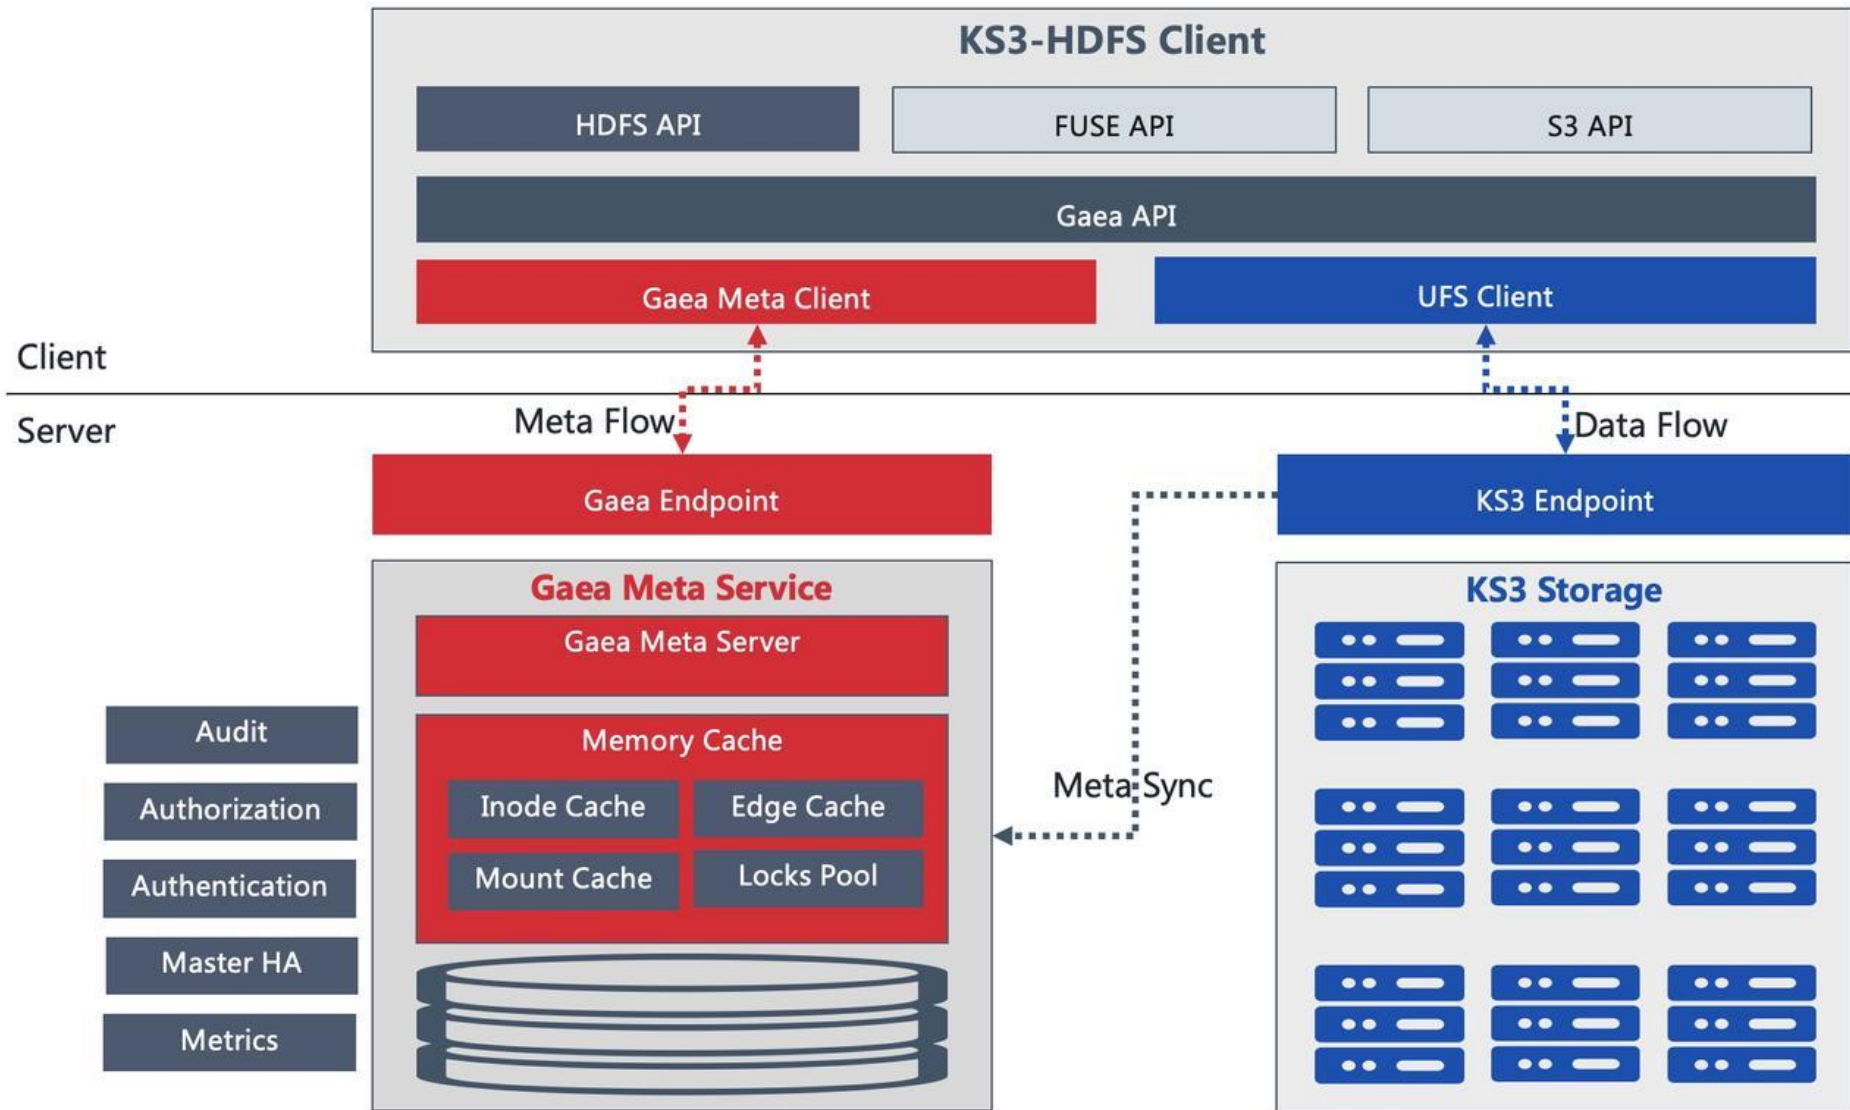 KS3-HDFS Client
HDFS API
FUSE API
S3 API
Gaea API
Gaea Meta Client
UFS Client
Client
Server
Meta Flow
Data Flow
Gaea Endpoint
KS3 Endpoint
Gaea Meta Service
Gaea Meta Server
Memory Cache
Inode Cache
Edge Cache
Mount Cache
Locks Pool
Audit
Authorization
Authentication
Master HA
Metrics
Meta Sync
KS3 Storage